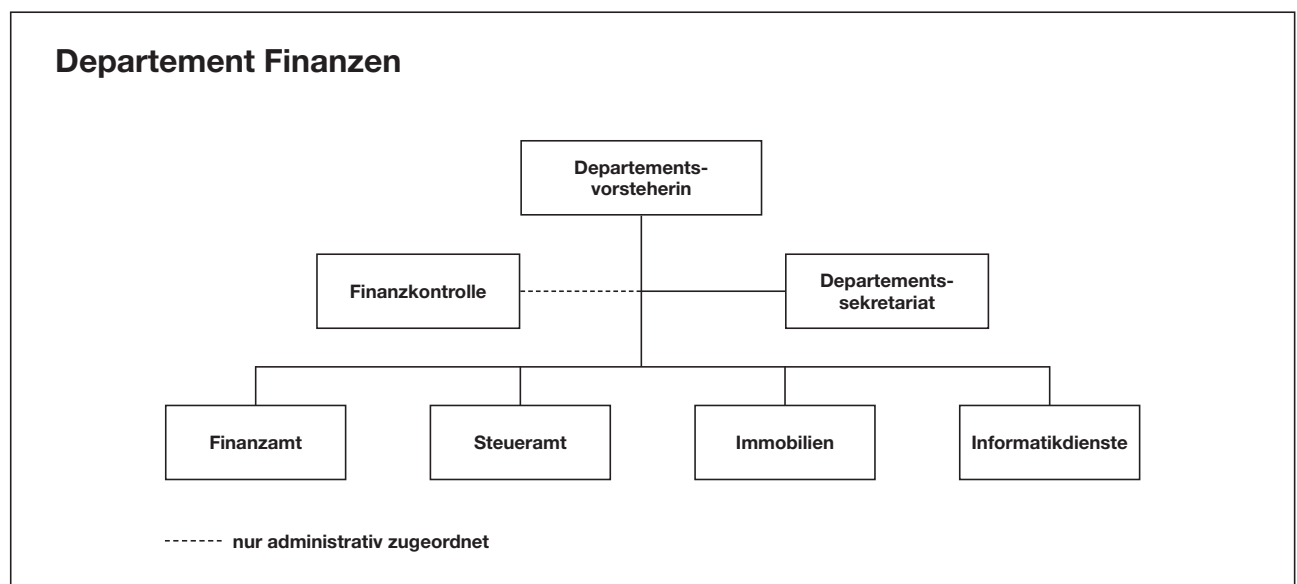 Departement Finanzen
Departements-
vorsteherin
Finanzkontrolle
Departements-
sekretariat
Finanzamt
Steueramt
Immobilien
Informatikdienste
nur administrativ zugeordnet